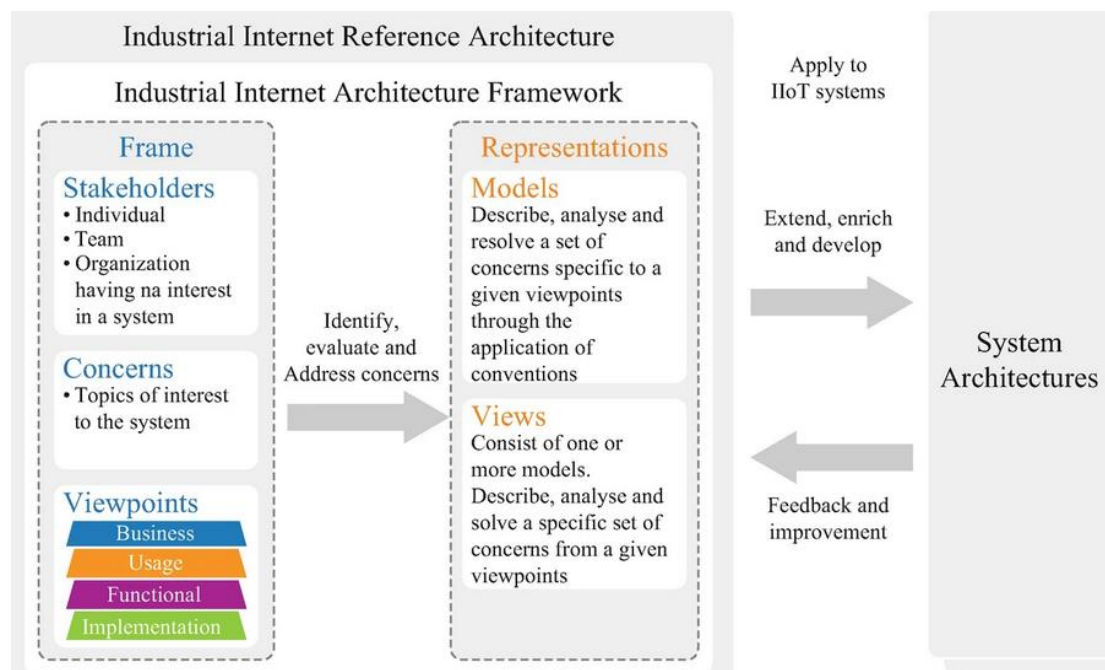 Industrial Internet Reference Architecture
Industrial Internet Architecture Framework
Frame
Stakeholders
• Individual
• Team
• Organization
having na interest
in a system
Concerns
• Topics of interest
to the system
Viewpoints
Business
Usage
Functional
Implementation
Identify,
evaluate and
Address concerns
Representations
Models
Describe, analyse and
resolve a set of
concerns specific to a
given viewpoints
through the
application of
conventions
Views
Consist of one or
more models.
Describe, analyse and
solve a specific set of
concerns from a given
viewpoints
Apply to
IIoT systems
Extend, enrich
and develop
Feedback and
improvement
System
Architectures